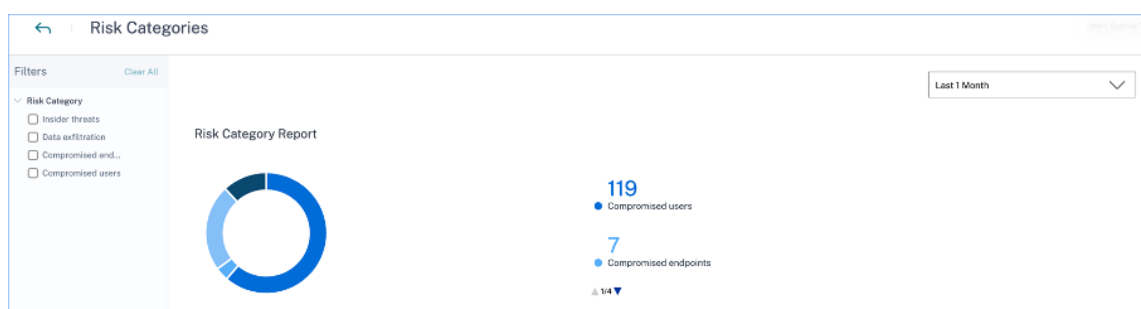 Risk Categories
Filters
Clear All
Risk Category
Insider threats
Data exfiltration
Compromised end...
Compromised users
Last 1 Month
Risk Category Report
119
Compromised users
7
Compromised endpoints
1/4